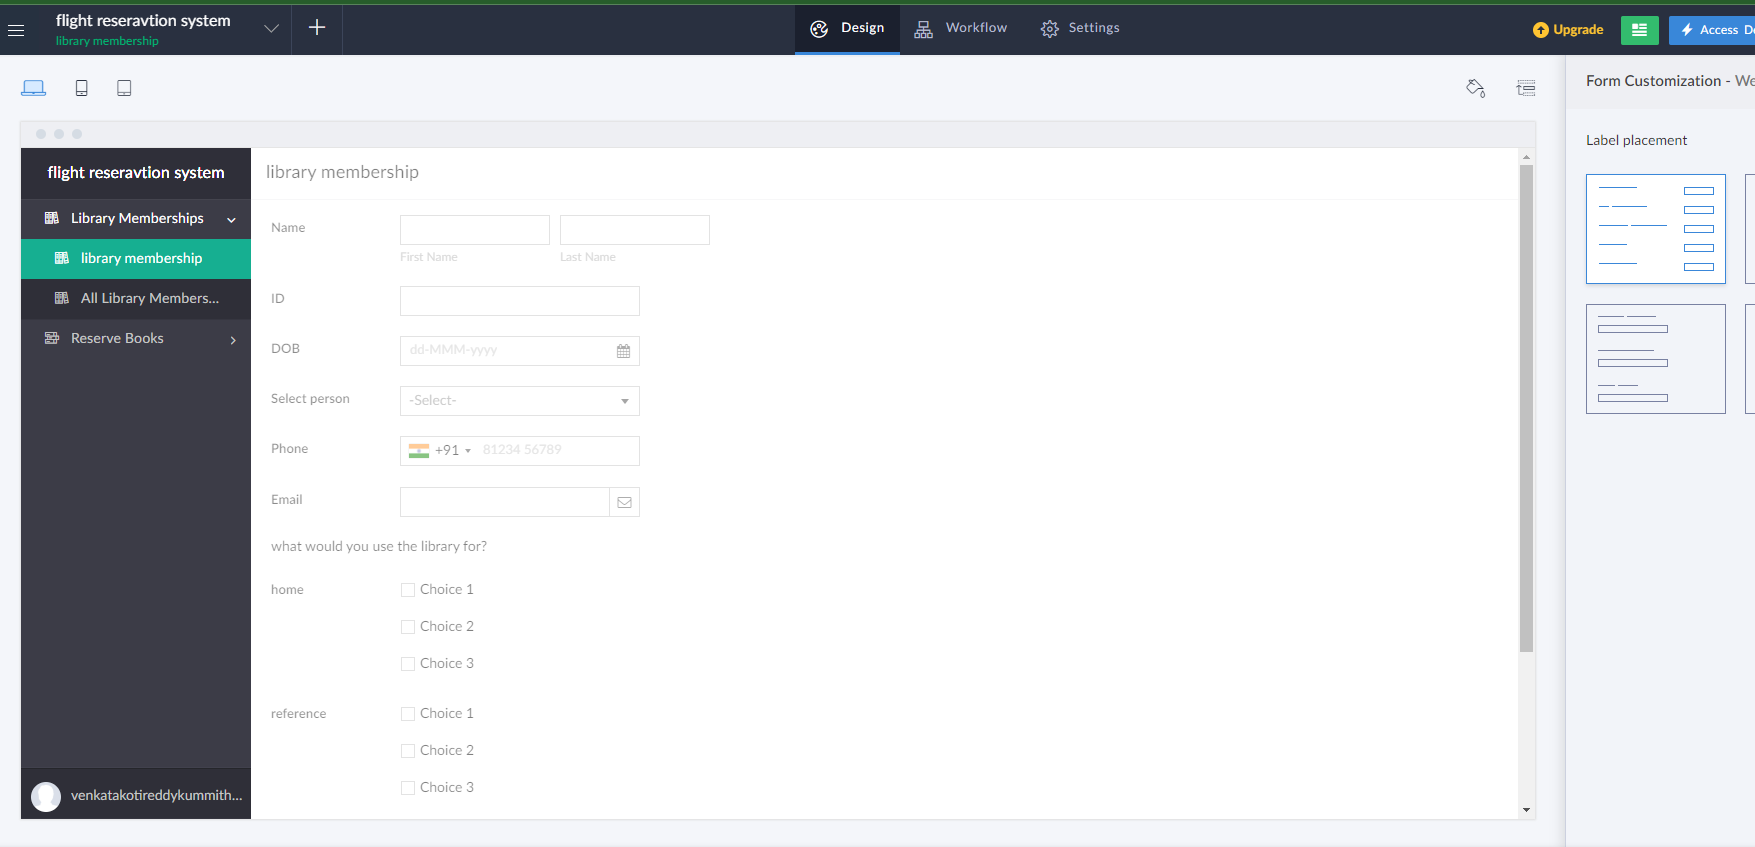 flight reseravtion system
library membership
Design
Workflow
Settings
Upgrade
Access
Form Customization -
Label placement
flight reseravtion system
Library Memberships
library membership
All Library Members...
Reserve Books
venkatakotireddykummith...
library membership
Name
First Name
Last Name
ID
DOB
dd-MMM-yyyy
Select person
-Select-
Phone
+91
81234 56789
Email
what would you use the library for?
home
Choice 1
Choice 2
Choice 3
reference
Choice 1
Choice 2
Choice 3